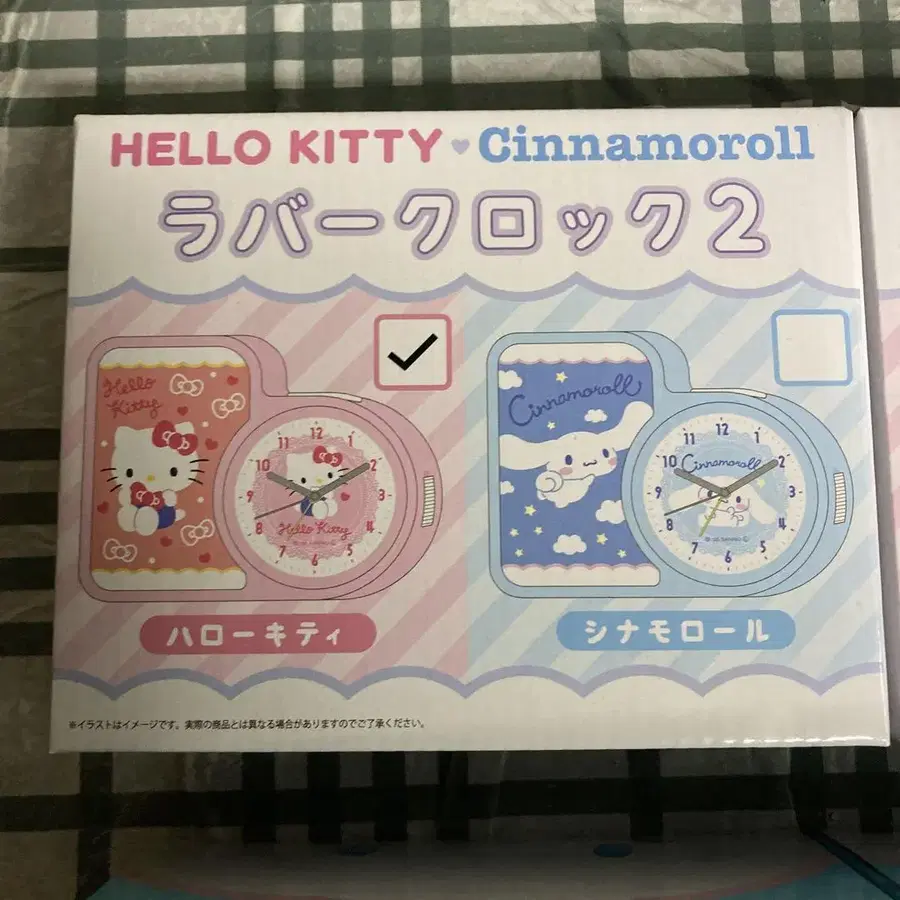 HELLO KITTY♥Cinnamoroll
ラバークロック2
Hello
Kitty
11 12 1
10 2
9 3
8 4
7 6 5
Hello Kitty
Cinnamoroll
11 12 1
10 2
Cinnamoroll
9 3
8 4
7 6 5
ハローキティ
シナモロール
※イラストはイメージです。実際の商品とは異なる場合がありますのでご了承ください。